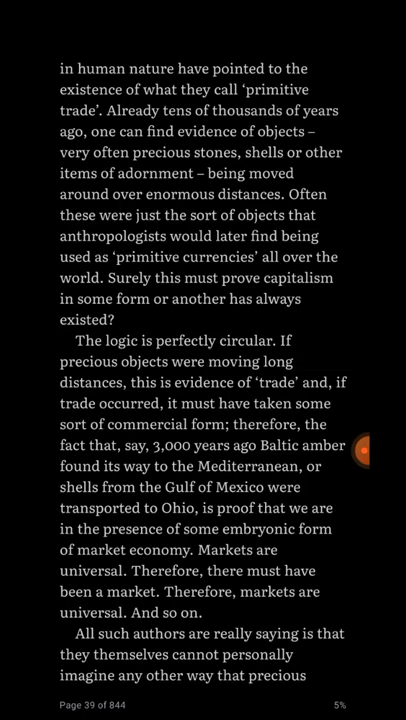 in human nature have pointed to the
existence of what they call ‘primitive
trade’. Already tens of thousands of years
ago, one can find evidence of objects –
very often precious stones, shells or other
items of adornment – being moved
around over enormous distances. Often
these were just the sort of objects that
anthropologists would later find being
used as ‘primitive currencies’ all over the
world. Surely this must prove capitalism
in some form or another has always
existed?
The logic is perfectly circular. If
precious objects were moving long
distances, this is evidence of ‘trade’ and, if
trade occurred, it must have taken some
sort of commercial form; therefore, the
fact that, say, 3,000 years ago Baltic amber
found its way to the Mediterranean, or
shells from the Gulf of Mexico were
transported to Ohio, is proof that we are
in the presence of some embryonic form
of market economy. Markets are
universal. Therefore, there must have
been a market. Therefore, markets are
universal. And so on.
All such authors are really saying is that
they themselves cannot personally
imagine any other way that precious
Page 39 of 844 5%